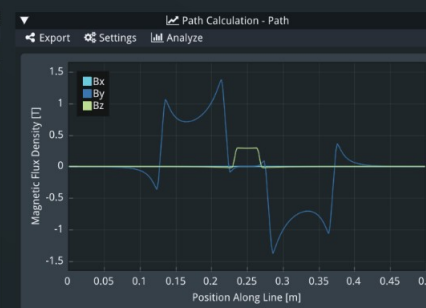 Path Calculation - Path
Export Settings Analyze
Bx
By
Bz
Magnetic Flux Density [T]
1.5
1
0.5
0
-0.5
-1
-1.5
0 0.05 0.1 0.15 0.2 0.25 0.3 0.35 0.4 0.45
Position Along Line [m]